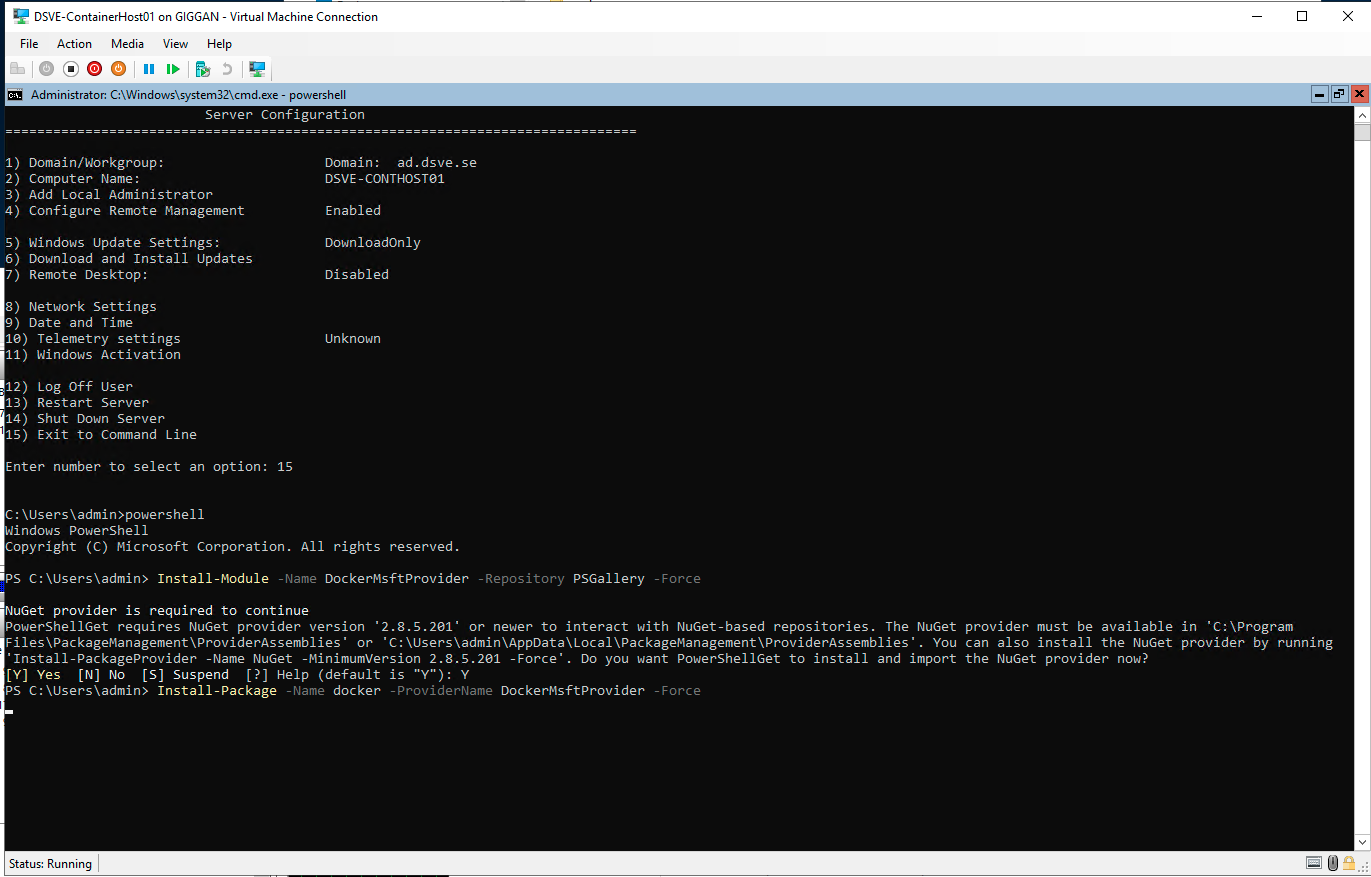 DSVE-ContainerHost01 on GIGGAN - Virtual Machine Connection
File Action Media View Help
Administrator: C:\Windows\system32\cmd.exe - powershell
Server Configuration
===============================================================================
1) Domain/Workgroup: Domain: ad.dsve.se
2) Computer Name: DSVE-CONTHOST01
3) Add Local Administrator
4) Configure Remote Management Enabled
5) Windows Update Settings: DownloadOnly
6) Download and Install Updates
7) Remote Desktop: Disabled
8) Network Settings
9) Date and Time
10) Telemetry settings Unknown
11) Windows Activation
12) Log Off User
13) Restart Server
14) Shut Down Server
15) Exit to Command Line
Enter number to select an option: 15
C:\Users\admin>powershell
Windows PowerShell
Copyright (C) Microsoft Corporation. All rights reserved.
PS C:\Users\admin> Install-Module -Name DockerMsftProvider -Repository PSGallery -Force
NuGet provider is required to continue
PowerShellGet requires NuGet provider version '2.8.5.201' or newer to interact with NuGet-based repositories. The NuGet provider must be available in 'C:\Program
Files\PackageManagement\ProviderAssemblies' or 'C:\Users\admin\AppData\Local\PackageManagement\ProviderAssemblies'. You can also install the NuGet provider by running
'Install-PackageProvider -Name NuGet -MinimumVersion 2.8.5.201 -Force'. Do you want PowerShellGet to install and import the NuGet provider now?
[Y] Yes [N] No [S] Suspend [?] Help (default is "Y"): Y
PS C:\Users\admin> Install-Package -Name docker -ProviderName DockerMsftProvider -Force
Status: Running